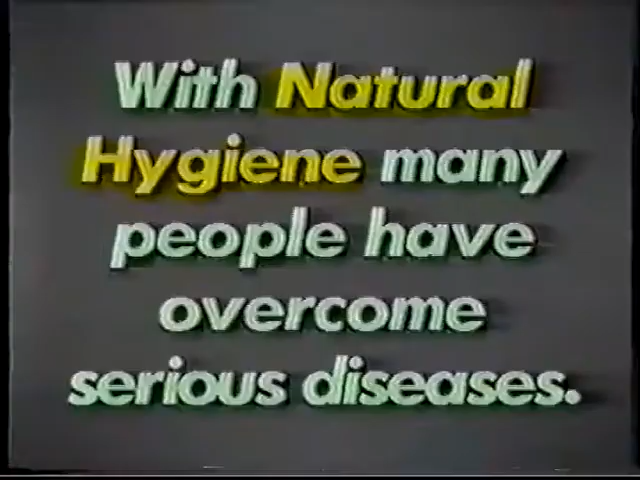 With Natural
Hygiene many
people have
overcome
serious diseases.